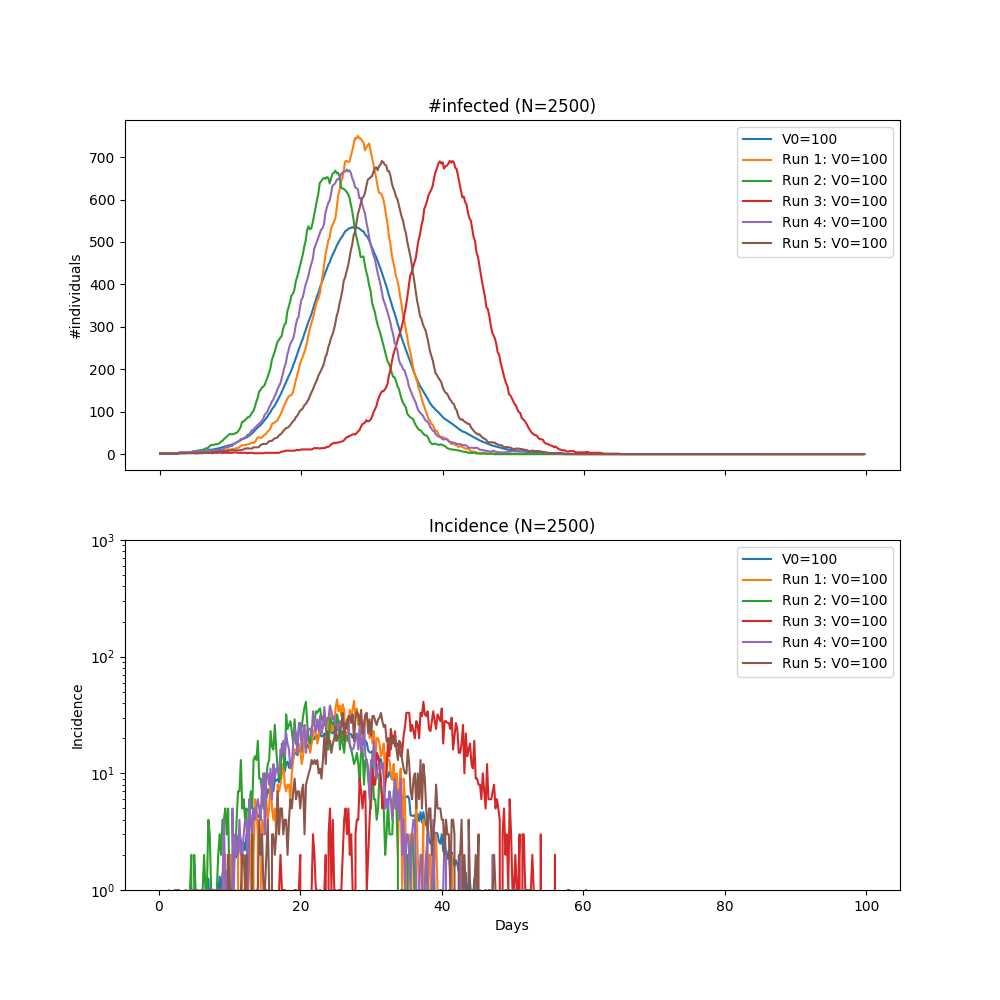 #infected (N=2500)
#individuals
700
600
500
400
300
200
100
0
V0=100
Run 1: V0=100
Run 2: V0=100
Run 3: V0=100
Run 4: V0=100
Run 5: V0=100
Incidence (N=2500)
Incidence
10³
10²
10¹
10⁰
V0=100
Run 1: V0=100
Run 2: V0=100
Run 3: V0=100
Run 4: V0=100
Run 5: V0=100
0 20 40 60 80 100
Days